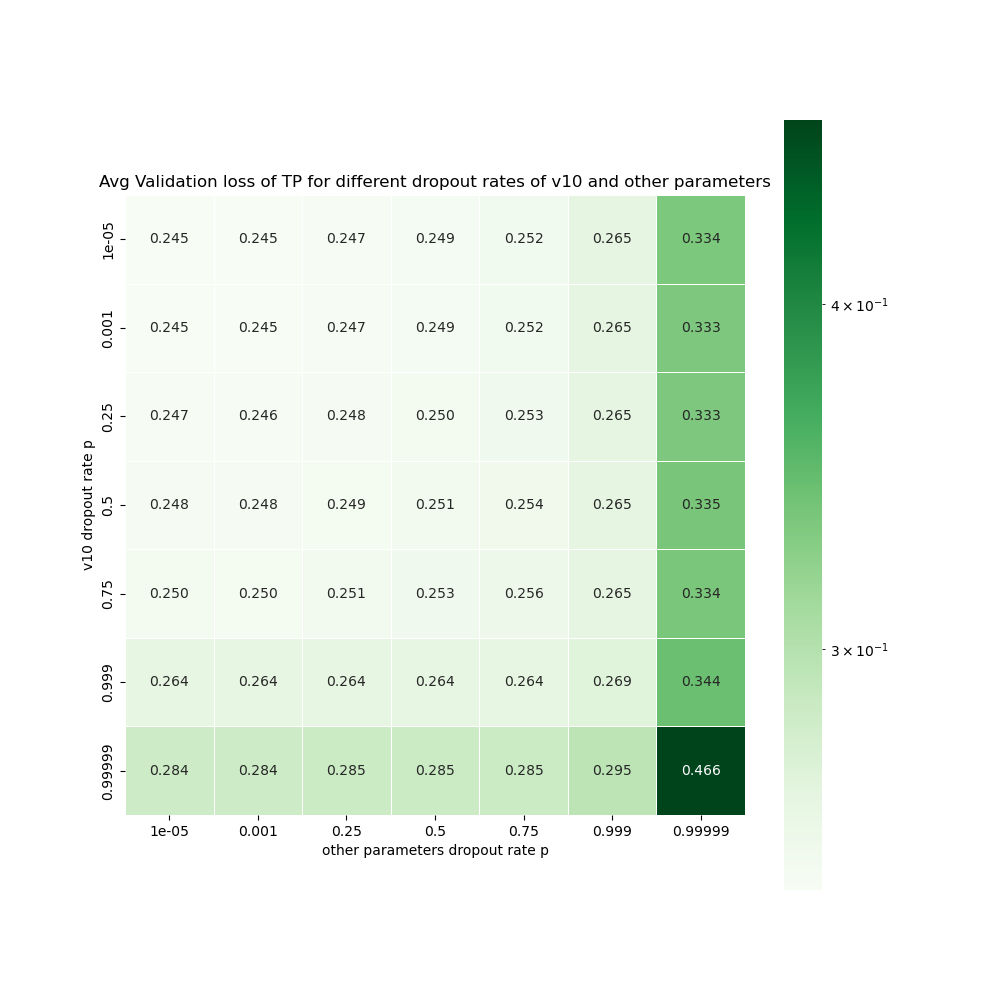 Avg Validation loss of TP for different dropout rates of v10 and other parameters
v10 dropout rate p
1e-05 0.245 0.245 0.247 0.249 0.252 0.265 0.334
0.001 0.245 0.245 0.247 0.249 0.252 0.265 0.333
0.25 0.247 0.246 0.248 0.250 0.253 0.265 0.333
0.5 0.248 0.248 0.249 0.251 0.254 0.265 0.335
0.75 0.250 0.250 0.251 0.253 0.256 0.265 0.334
0.999 0.264 0.264 0.264 0.264 0.264 0.269 0.344
0.99999 0.284 0.284 0.285 0.285 0.285 0.295 0.466
1e-05 0.001 0.25 0.5 0.75 0.999 0.99999
other parameters dropout rate p
4×10⁻¹
3×10⁻¹